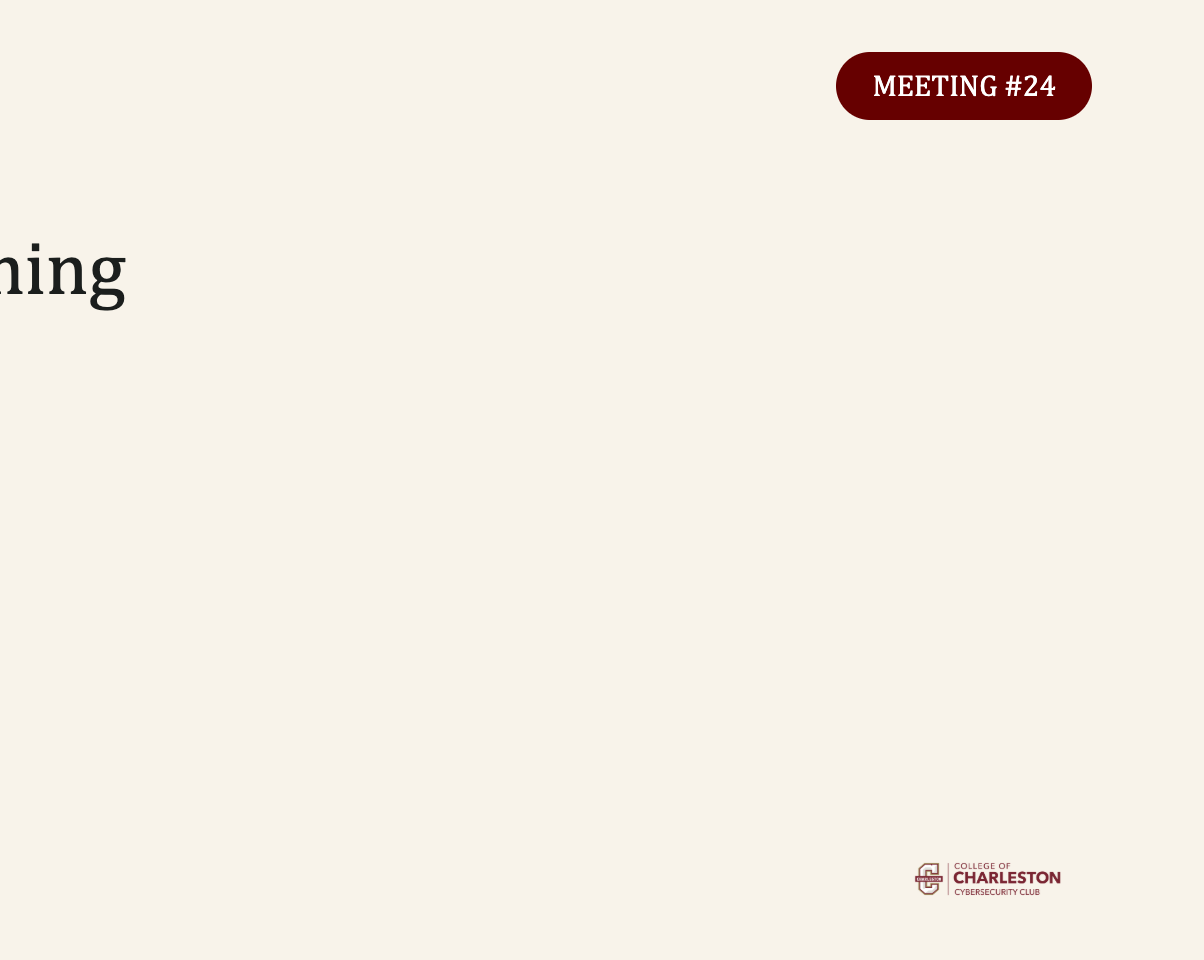 MEETING #24
ning
COLLEGE OF
CHARLESTON
CYBERSECURITY CLUB